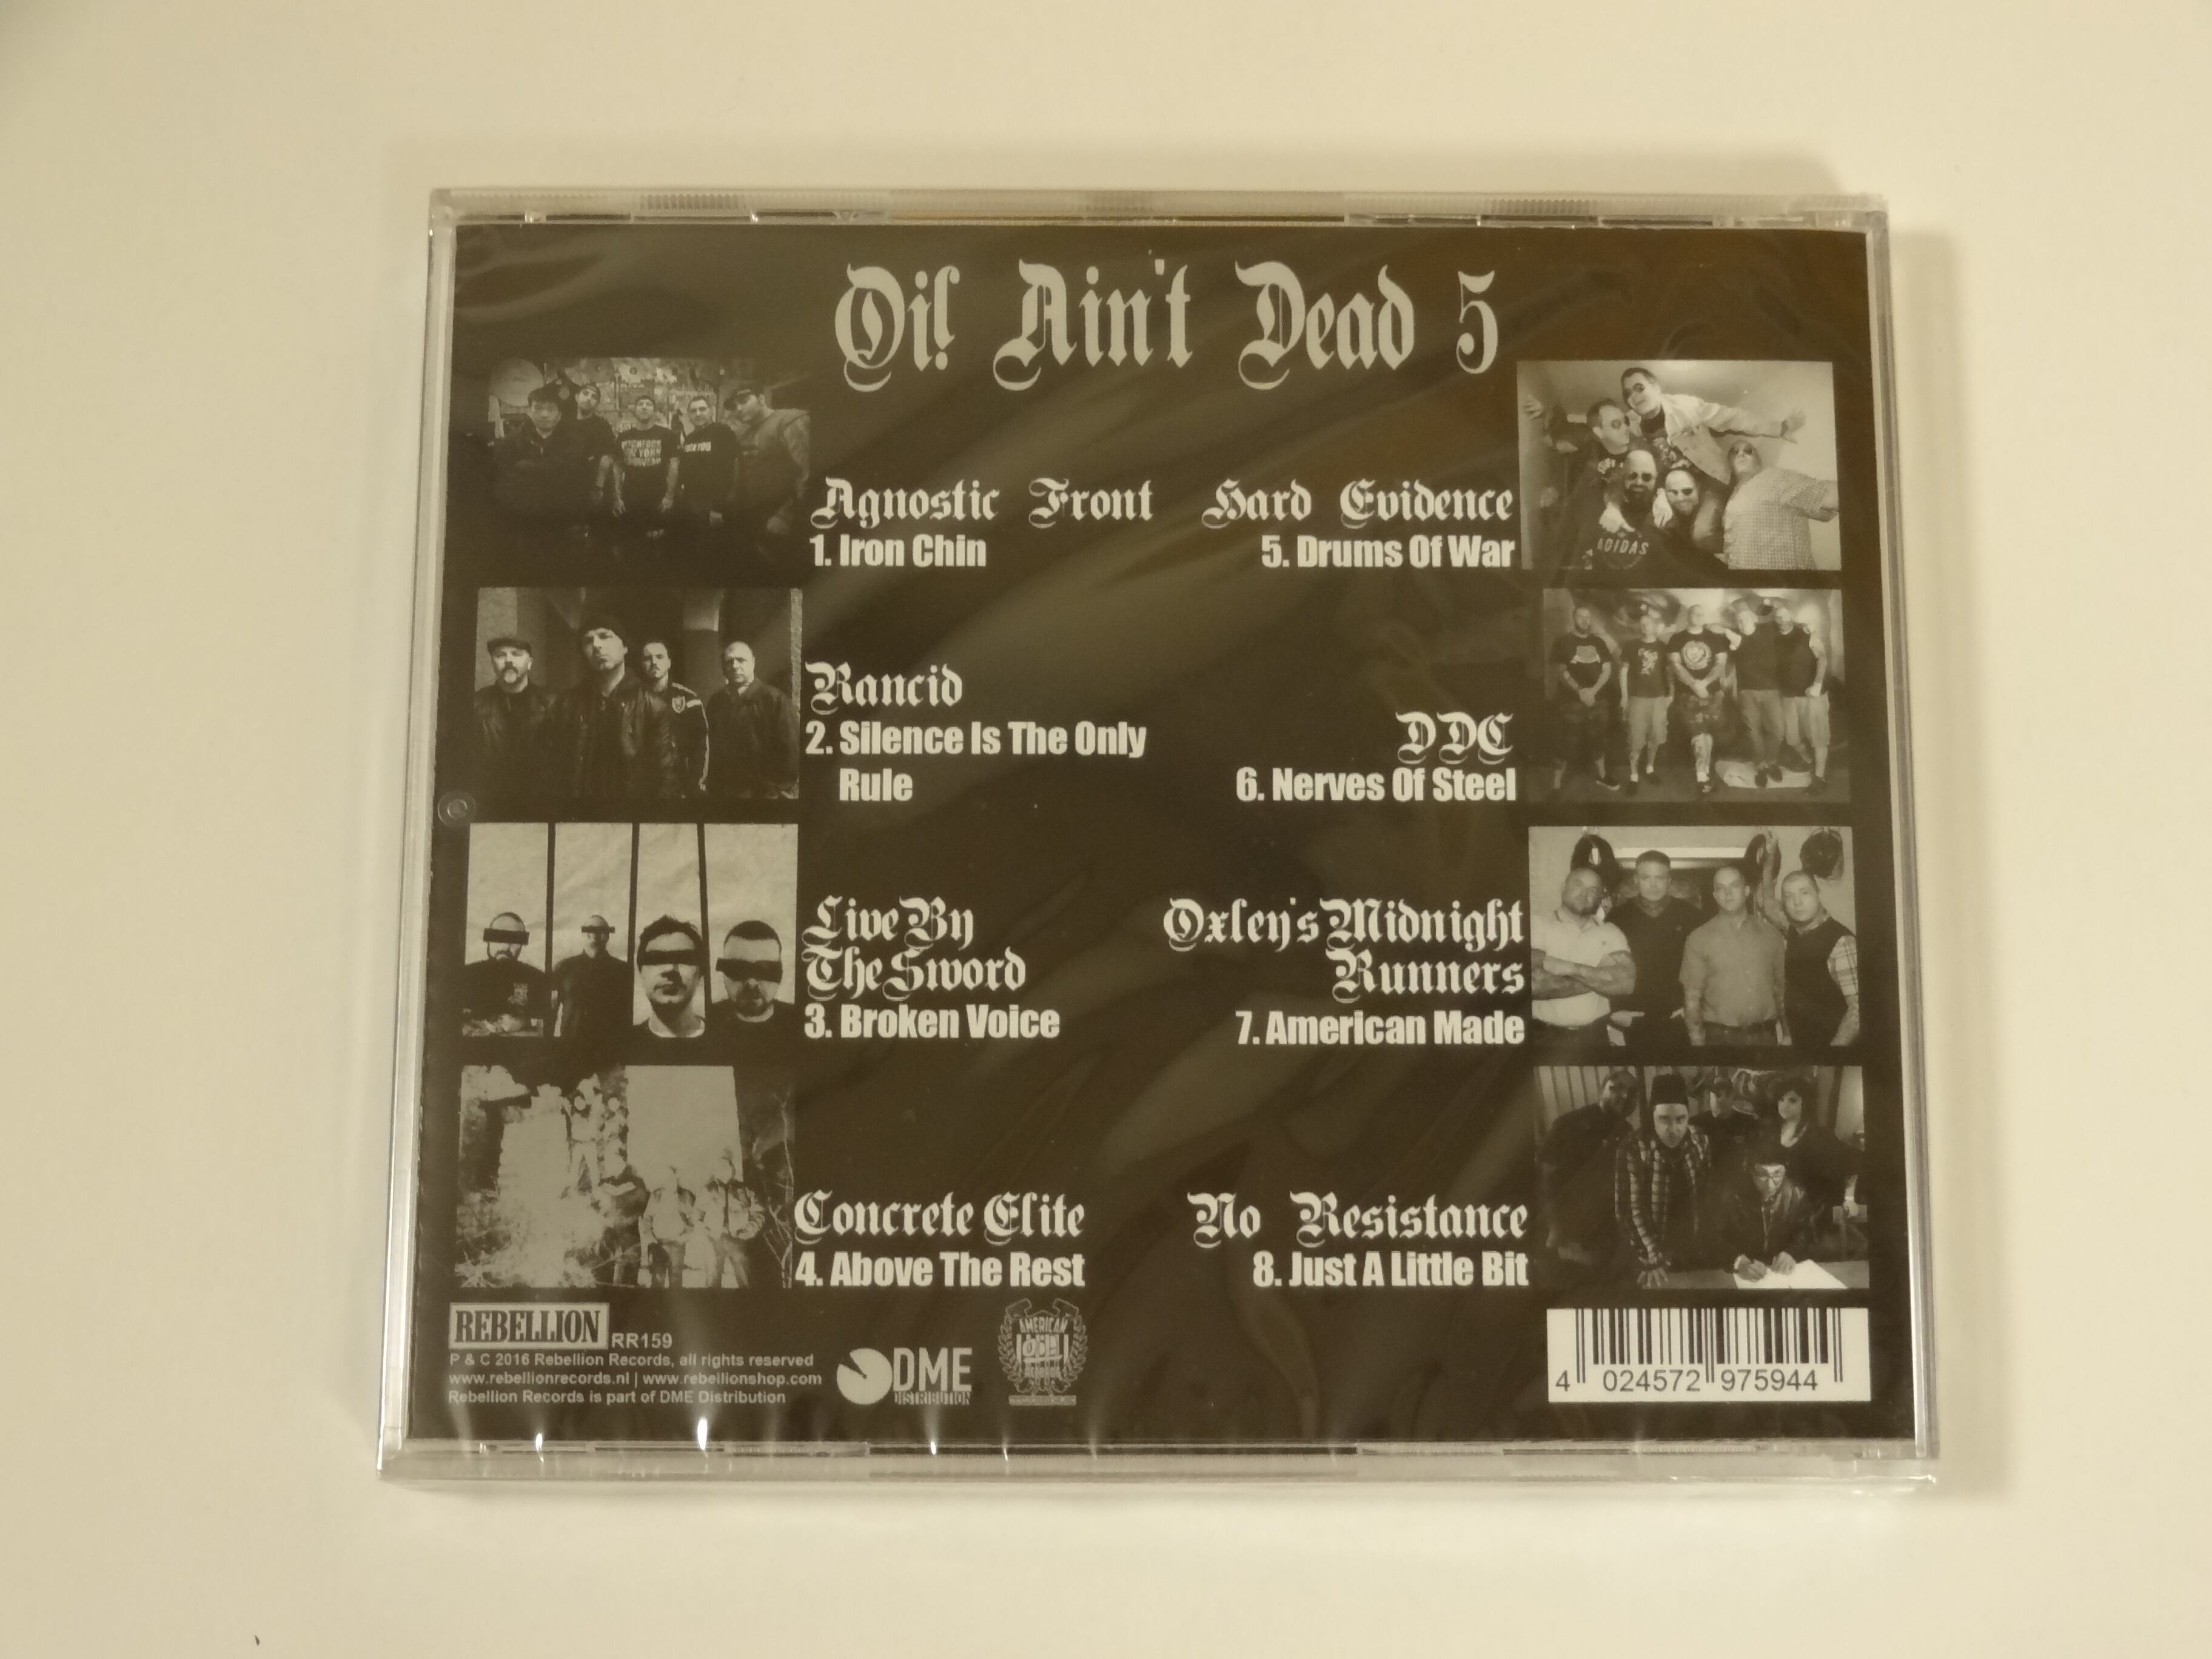 Oi! Ain't Dead 5
Agnostic Front
1. Iron Chin
Rancid
2. Silence Is The Only
Rule
Live By
The Sword
3. Broken Voice
Concrete Elite
4. Above The Rest
Hard Evidence
5. Drums Of War
DDC
6. Nerves Of Steel
Oxley's Midnight
Runners
7. American Made
No Resistance
8. Just A Little Bit
ADIDAS
REBELLION
RR159
P & C 2016 Rebellion Records, all rights reserved
www.rebellionrecords.nl | www.rebellionshop.com
Rebellion Records is part of DME Distribution
DME
DISTRIBUTION
AMERICAN
4 024572 975944